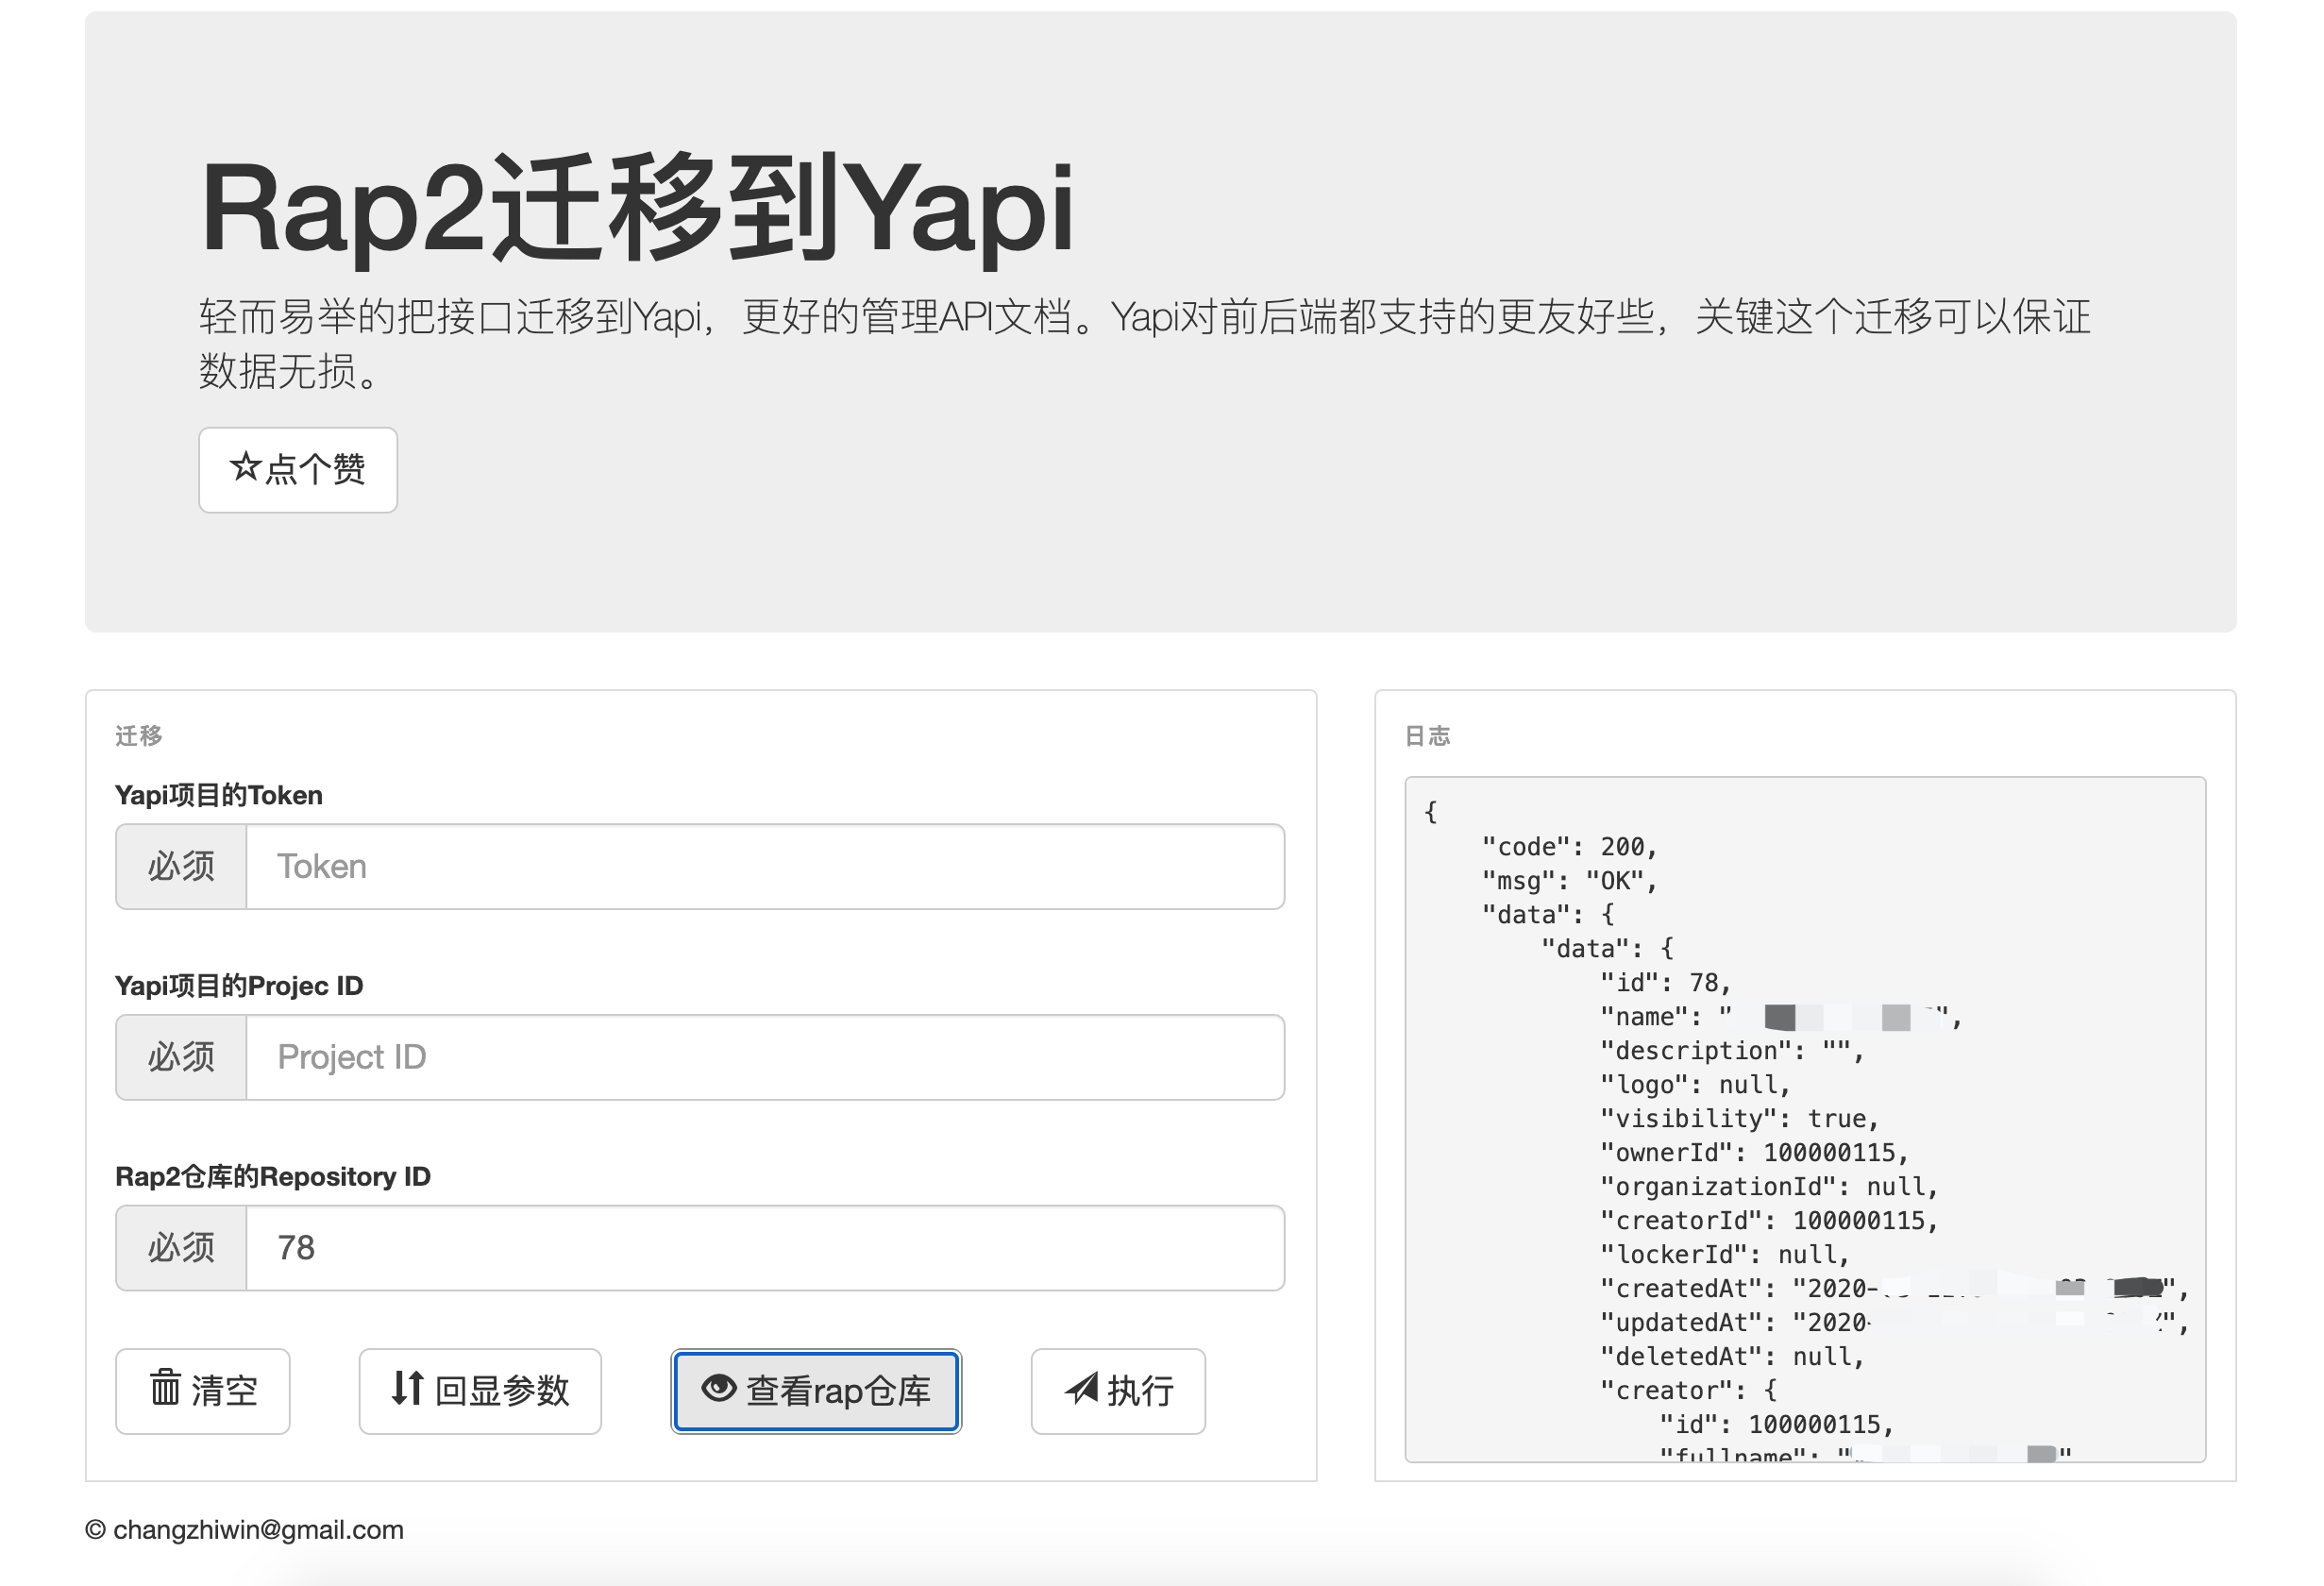 Rap2迁移到Yapi
轻而易举的把接口迁移到Yapi，更好的管理API文档。Yapi对前后端都支持的更友好些，关键这个迁移可以保证
数据无损。
☆点个赞
迁移
Yapi项目的Token
必须 Token
Yapi项目的Projec ID
必须 Project ID
Rap2仓库的Repository ID
必须 78
清空 回显参数 查看rap仓库 执行
日志
{
"code": 200,
"msg": "OK",
"data": {
"data": {
"id": 78,
"name": "",
"description": "",
"logo": null,
"visibility": true,
"ownerId": 100000115,
"organizationId": null,
"creatorId": 100000115,
"lockerId": null,
"createdAt": "2020-",
"updatedAt": "2020-",
"deletedAt": null,
"creator": {
"id": 100000115,
"fullname": ""
© changzhiwin@gmail.com